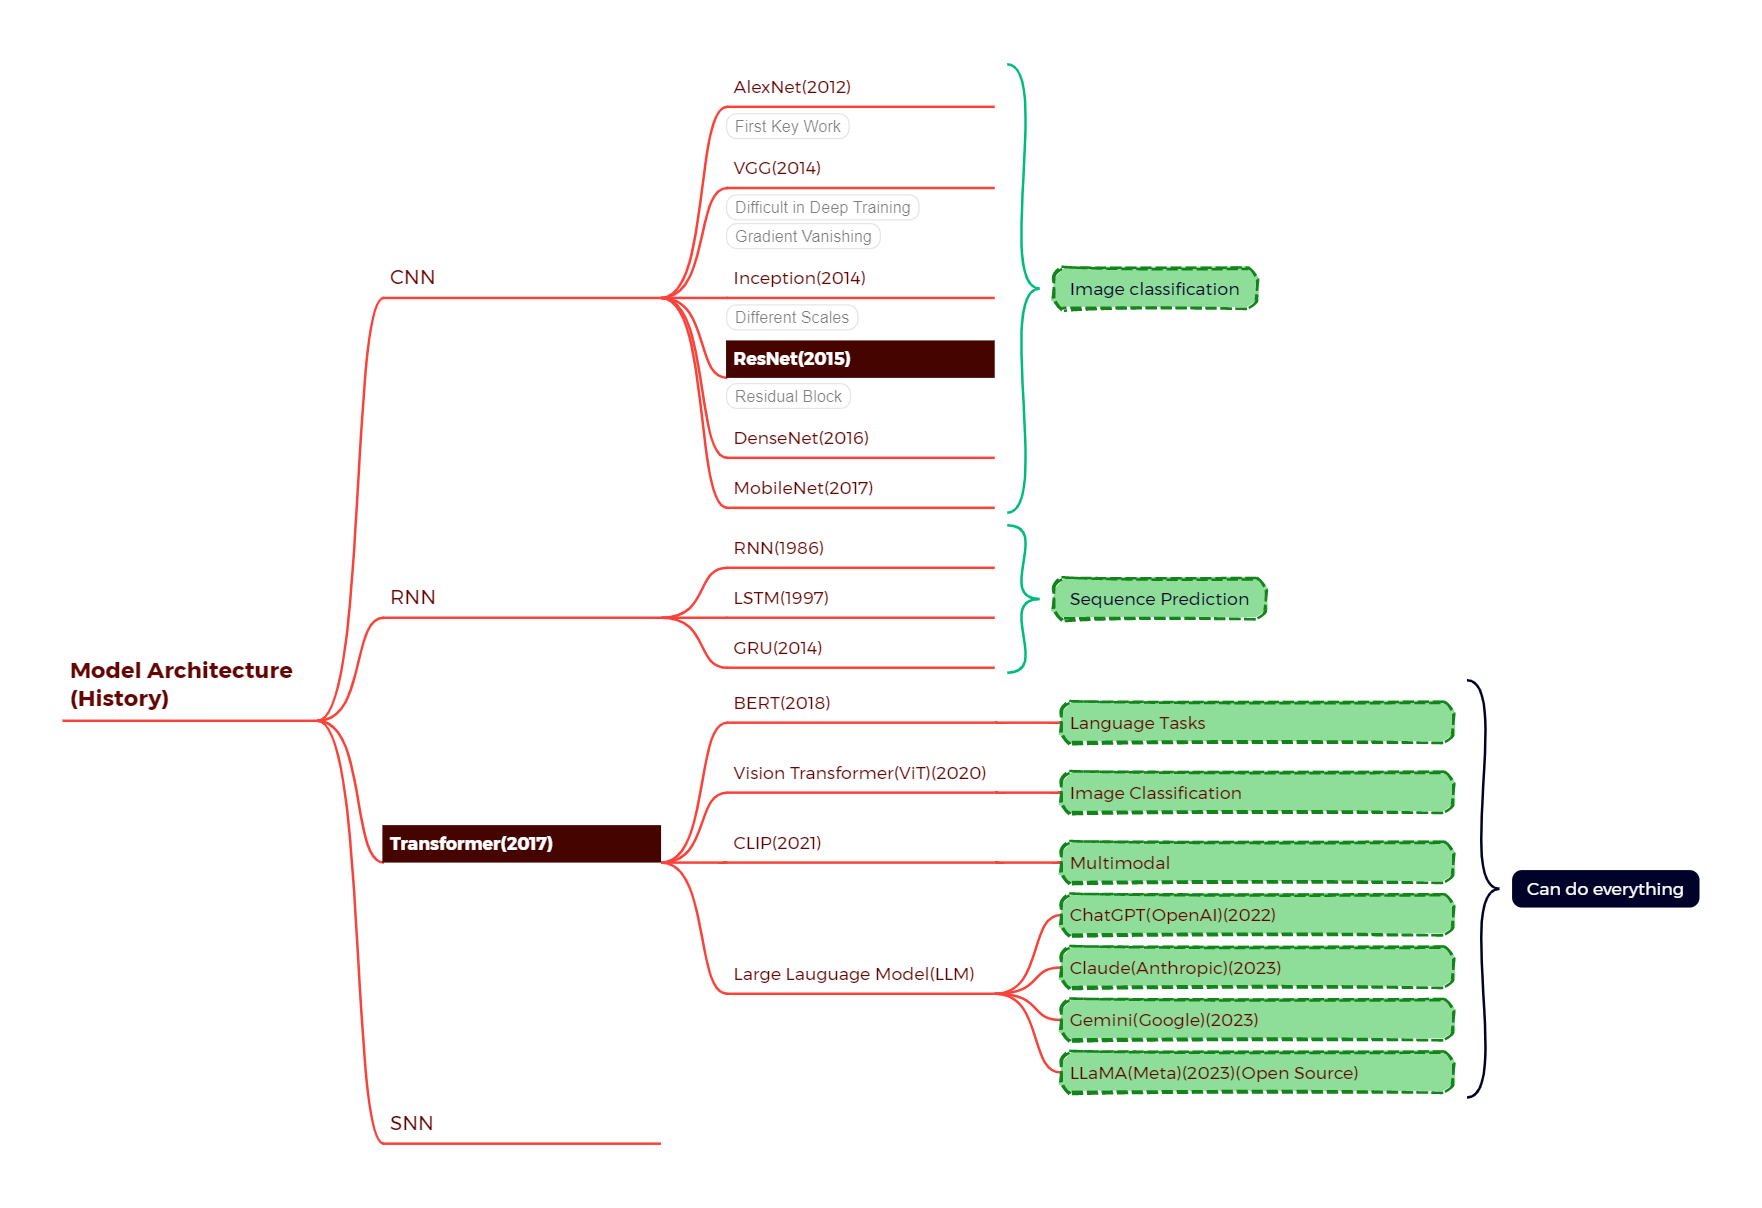 Model Architecture
(History)
CNN
AlexNet(2012)
First Key Work
VGG(2014)
Difficult in Deep Training
Gradient Vanishing
Inception(2014)
Different Scales
ResNet(2015)
Residual Block
DenseNet(2016)
MobileNet(2017)
Image classification
RNN
RNN(1986)
LSTM(1997)
GRU(2014)
Sequence Prediction
Transformer(2017)
BERT(2018)
Language Tasks
Vision Transformer(ViT)(2020)
Image Classification
CLIP(2021)
Multimodal
Large Lauguage Model(LLM)
ChatGPT(OpenAI)(2022)
Claude(Anthropic)(2023)
Gemini(Google)(2023)
LLaMA(Meta)(2023)(Open Source)
Can do everything
SNN